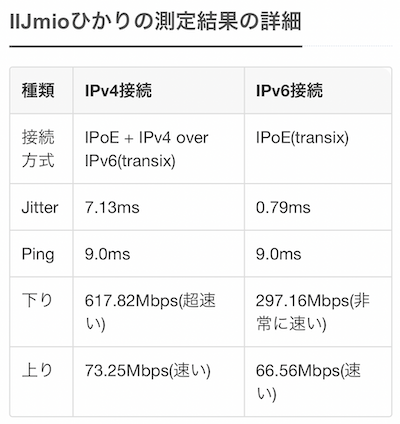 IIJmioひかりの測定結果の詳細
種類 IPv4接続 IPv6接続
接続方式 IPoE + IPv4 over IPv6(transix) IPoE(transix)
Jitter 7.13ms 0.79ms
Ping 9.0ms 9.0ms
下り 617.82Mbps(超速い) 297.16Mbps(非常に速い)
上り 73.25Mbps(速い) 66.56Mbps(速い)